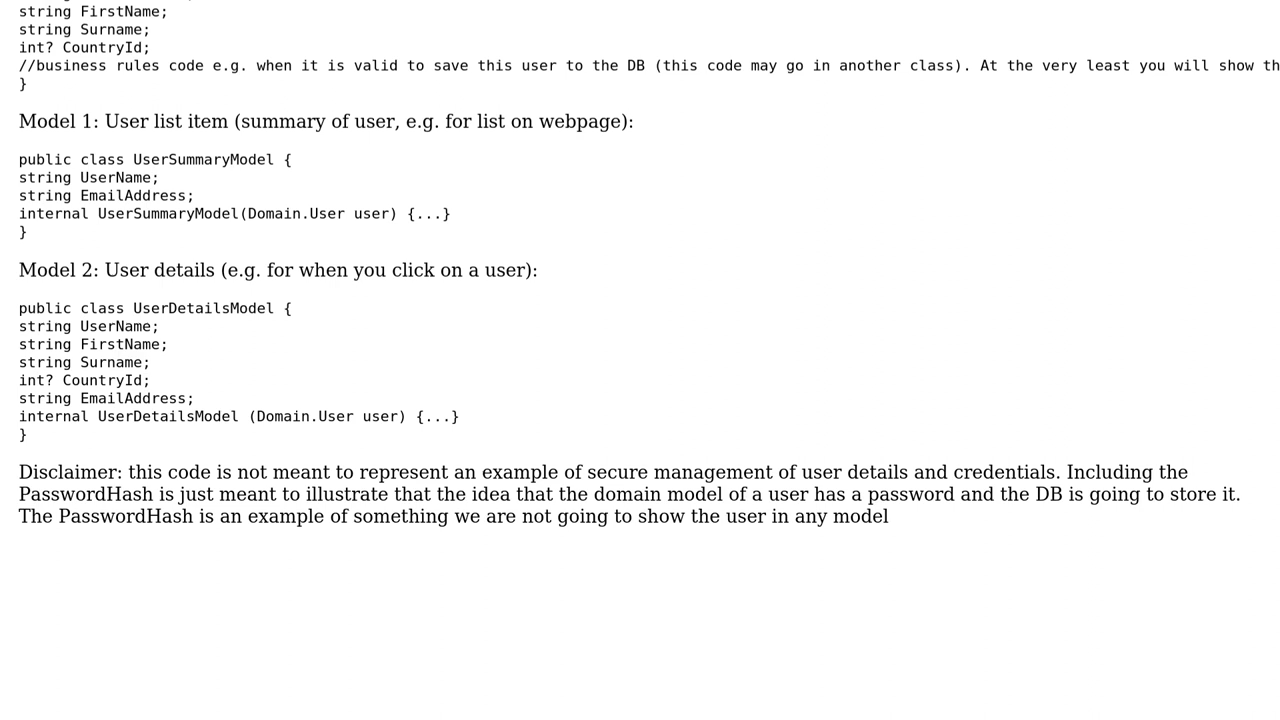 string FirstName;
string Surname;
int? CountryId;
//business rules code e.g. when it is valid to save this user to the DB (this code may go in another class). At the very least you will show
}
Model 1: User list item (summary of user, e.g. for list on webpage):
public class UserSummaryModel {
string UserName;
string EmailAddress;
internal UserSummaryModel(Domain.User user) {...}
}
Model 2: User details (e.g. for when you click on a user):
public class UserDetailsModel {
string UserName;
string FirstName;
string Surname;
int? CountryId;
string EmailAddress;
internal UserDetailsModel (Domain.User user) {...}
}
Disclaimer: this code is not meant to represent an example of secure management of user details and credentials. Including the
PasswordHash is just meant to illustrate that the idea that the domain model of a user has a password and the DB is going to store it.
The PasswordHash is an example of something we are not going to show the user in any model